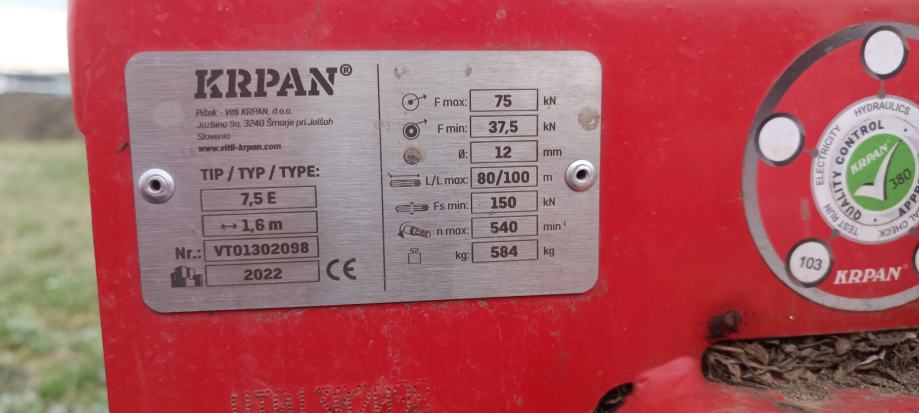 KRPAN®
Pišek - Vitli KRPAN, d.o.o.
Jazbina 9a, 3240 Šmarje pri Jelšah
Slovenia
www.vitli-krpan.com
TIP / TYP / TYPE:
7,5 E
↔ 1,6 m
Nr.: VT01302098
2022 CE
F max: 75 kN
F min: 37,5 kN
Ø: 12 mm
L/L max: 80/100 m
Fs min: 150 kN
n max: 540 min⁻¹
kg: 584 kg
ELECTRICITY
HYDRAULICS
QUALITY CONTROL
KRPAN
380
TEST RUN
CHECK
103
KRPAN®